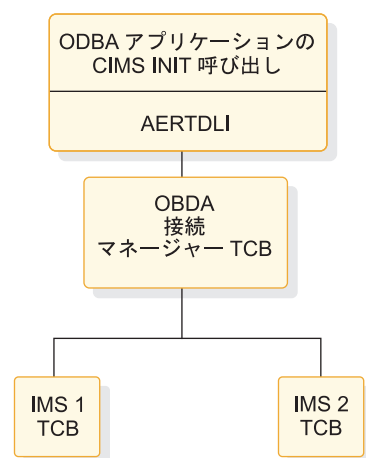 ODBA アプリケーションの
CIMS INIT 呼び出し
AERTDLI
OBDA
接続
マネージャー TCB
IMS 1
TCB
IMS 2
TCB